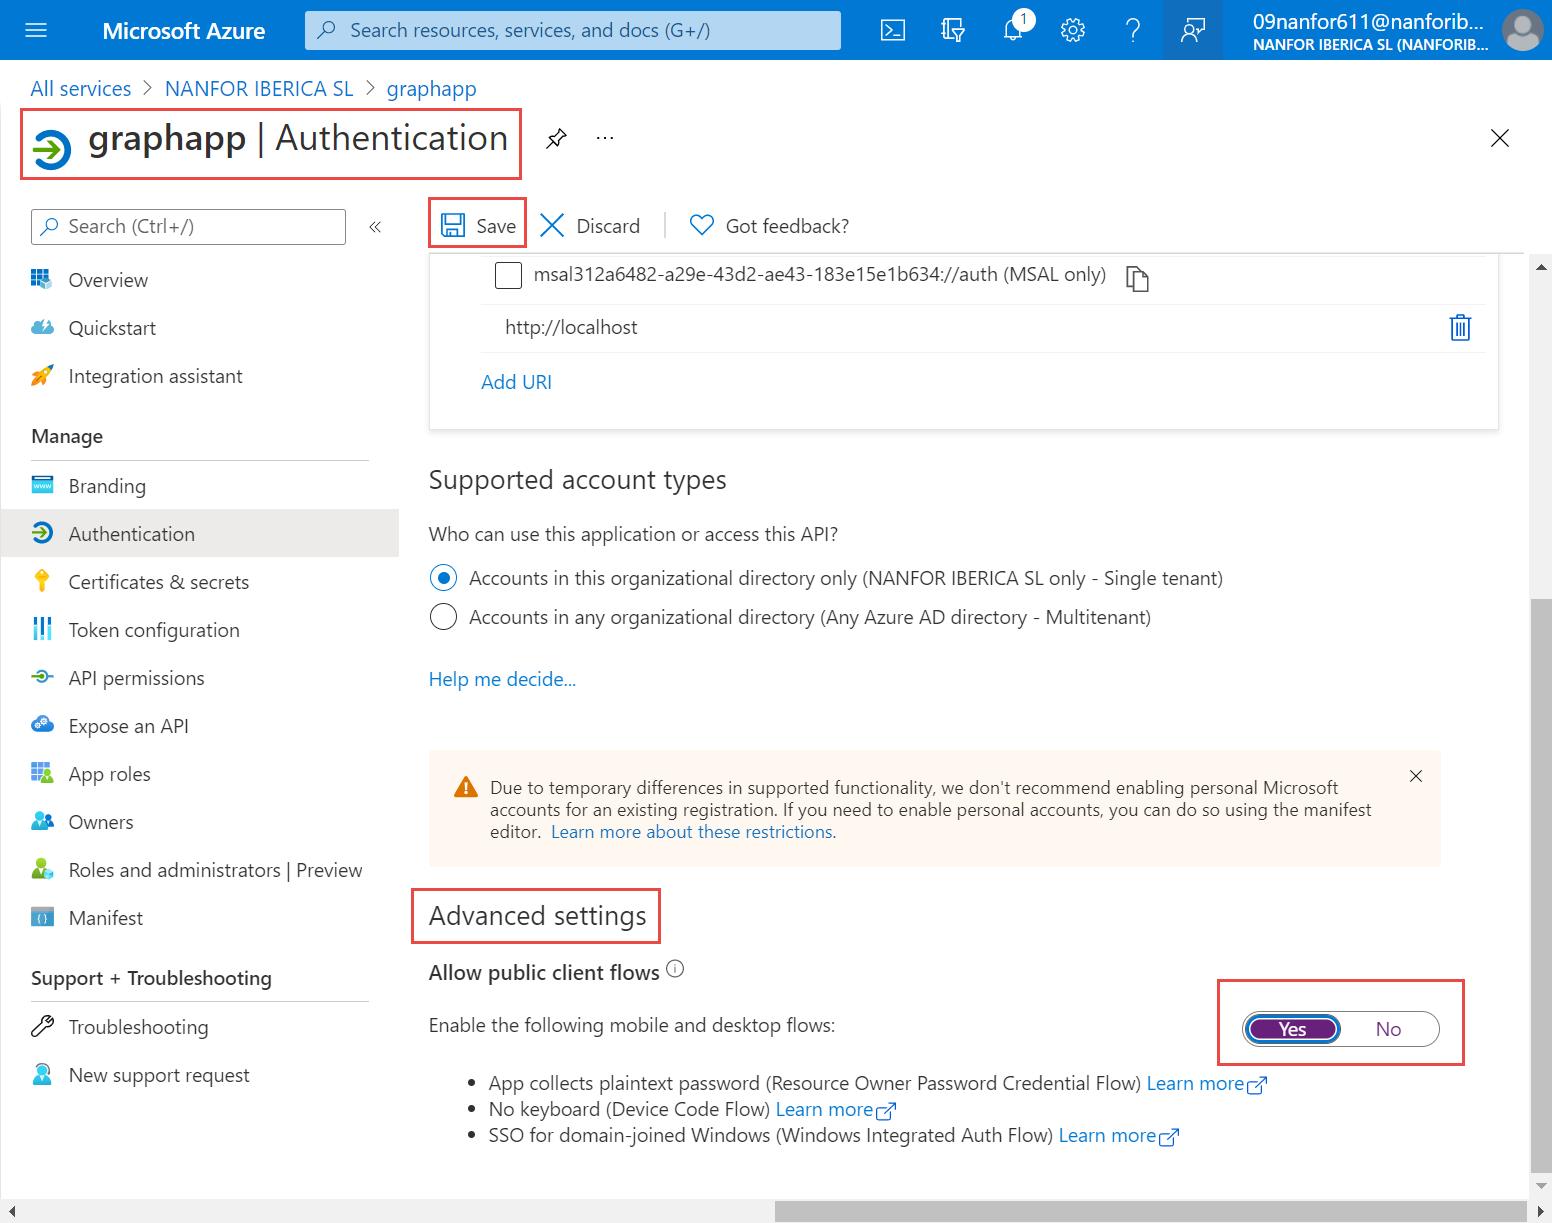 Microsoft Azure
Search resources, services, and docs (G+/)
1
09nanfor611@nanforib...
NANFOR IBERICA SL (NANFORIB...
All services > NANFOR IBERICA SL > graphapp
graphapp | Authentication
Search (Ctrl+/)
Save
Discard
Got feedback?
Overview
Quickstart
Integration assistant
Manage
Branding
Authentication
Certificates & secrets
Token configuration
API permissions
Expose an API
App roles
Owners
Roles and administrators | Preview
Manifest
Support + Troubleshooting
Troubleshooting
New support request
msal312a6482-a29e-43d2-ae43-183e15e1b634://auth (MSAL only)
http://localhost
Add URI
Supported account types
Who can use this application or access this API?
Accounts in this organizational directory only (NANFOR IBERICA SL only - Single tenant)
Accounts in any organizational directory (Any Azure AD directory - Multitenant)
Help me decide...
Due to temporary differences in supported functionality, we don't recommend enabling personal Microsoft
accounts for an existing registration. If you need to enable personal accounts, you can do so using the manifest
editor. Learn more about these restrictions.
Advanced settings
Allow public client flows
Enable the following mobile and desktop flows:
Yes
No
• App collects plaintext password (Resource Owner Password Credential Flow) Learn more
• No keyboard (Device Code Flow) Learn more
• SSO for domain-joined Windows (Windows Integrated Auth Flow) Learn more